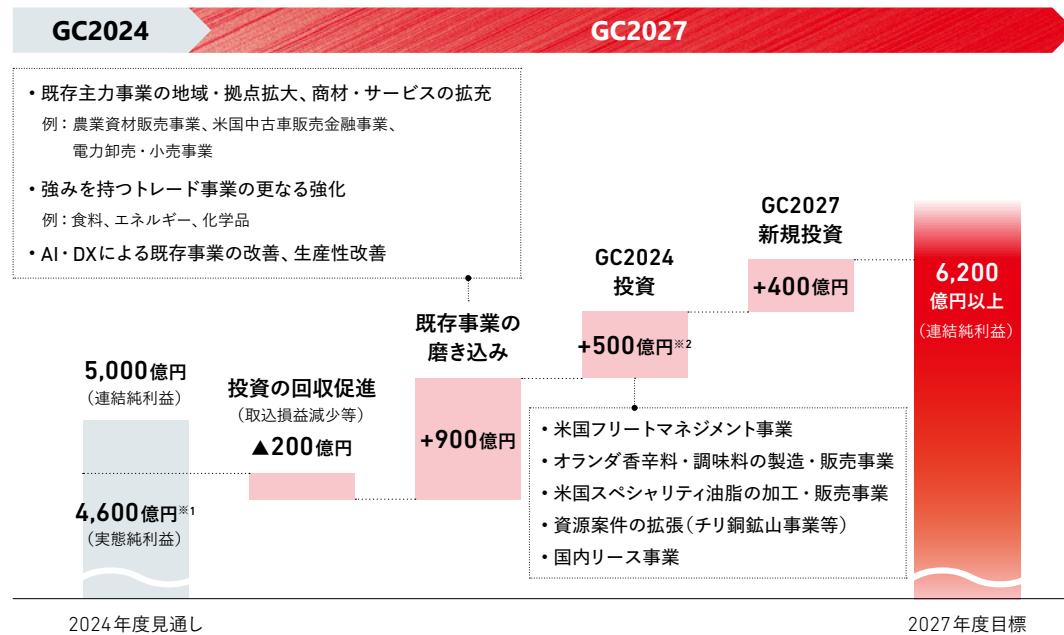 GC2024
GC2027
・既存主力事業の地域・拠点拡大、商材・サービスの拡充
例：農業資材販売事業、米国中古車販売金融事業、
電力卸売・小売事業
・強みを持つトレード事業の更なる強化
例：食料、エネルギー、化学品
・AI・DXによる既存事業の改善、生産性改善
5,000億円
（連結純利益）
4,600億円※1
（実態純利益）
投資の回収促進
（取込損益減少等）
▲200億円
既存事業の
磨き込み
+900億円
GC2024
投資
+500億円※2
・米国フリートマネジメント事業
・オランダ香辛料・調味料の製造・販売事業
・米国スペシャリティ油脂の加工・販売事業
・資源案件の拡張（チリ銅鉱山事業等）
・国内リース事業
GC2027
新規投資
+400億円
6,200
億円以上
（連結純利益）
2024年度見通し
2027年度目標